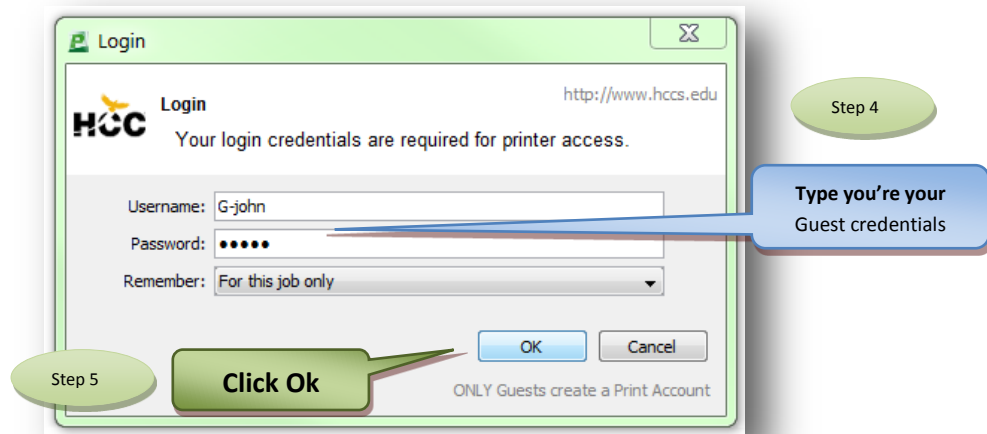 Login
http://www.hccs.edu
HCC
Login
Your login credentials are required for printer access.
Step 4
Type you’re your
Guest credentials
Username: G-john
Password: •••••
Remember: For this job only
OK Cancel
Step 5
Click Ok
ONLY Guests create a Print Account